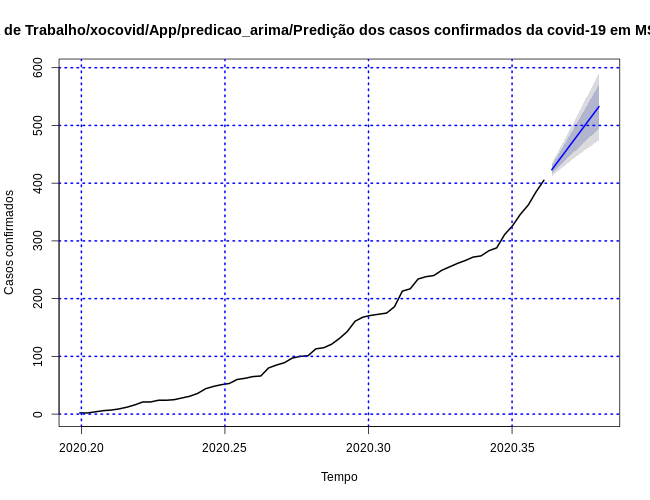 de Trabalho/xocovid/App/predicao_arima/Predição dos casos confirmados da covid-19 em MS
600
500
400
300
200
100
0
Casos confirmados
2020.20 2020.25 2020.30 2020.35
Tempo